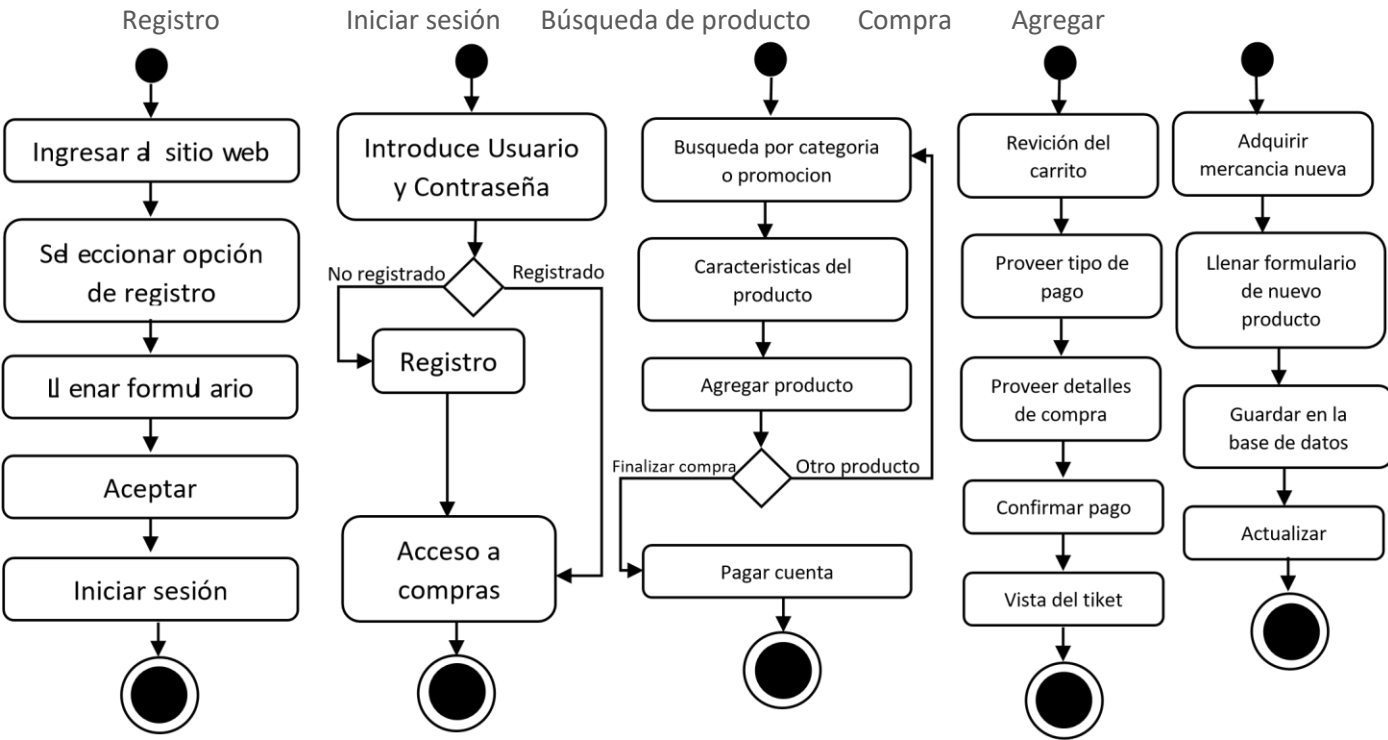 Registro
Iniciar sesión
Búsqueda de producto
Compra
Agregar
Ingresar al sitio web
Seleccionar opción
de registro
Llenar formulario
Aceptar
Iniciar sesión
Introduce Usuario
y Contraseña
No registrado
Registrado
Registro
Acceso a
compras
Busqueda por categoria
o promocion
Caracteristicas del
producto
Agregar producto
Finalizar compra
Otro producto
Pagar cuenta
Revición del
carrito
Proveer tipo de
pago
Proveer detalles
de compra
Confirmar pago
Vista del tiket
Adquirir
mercancia nueva
Llenar formulario
de nuevo
producto
Guardar en la
base de datos
Actualizar